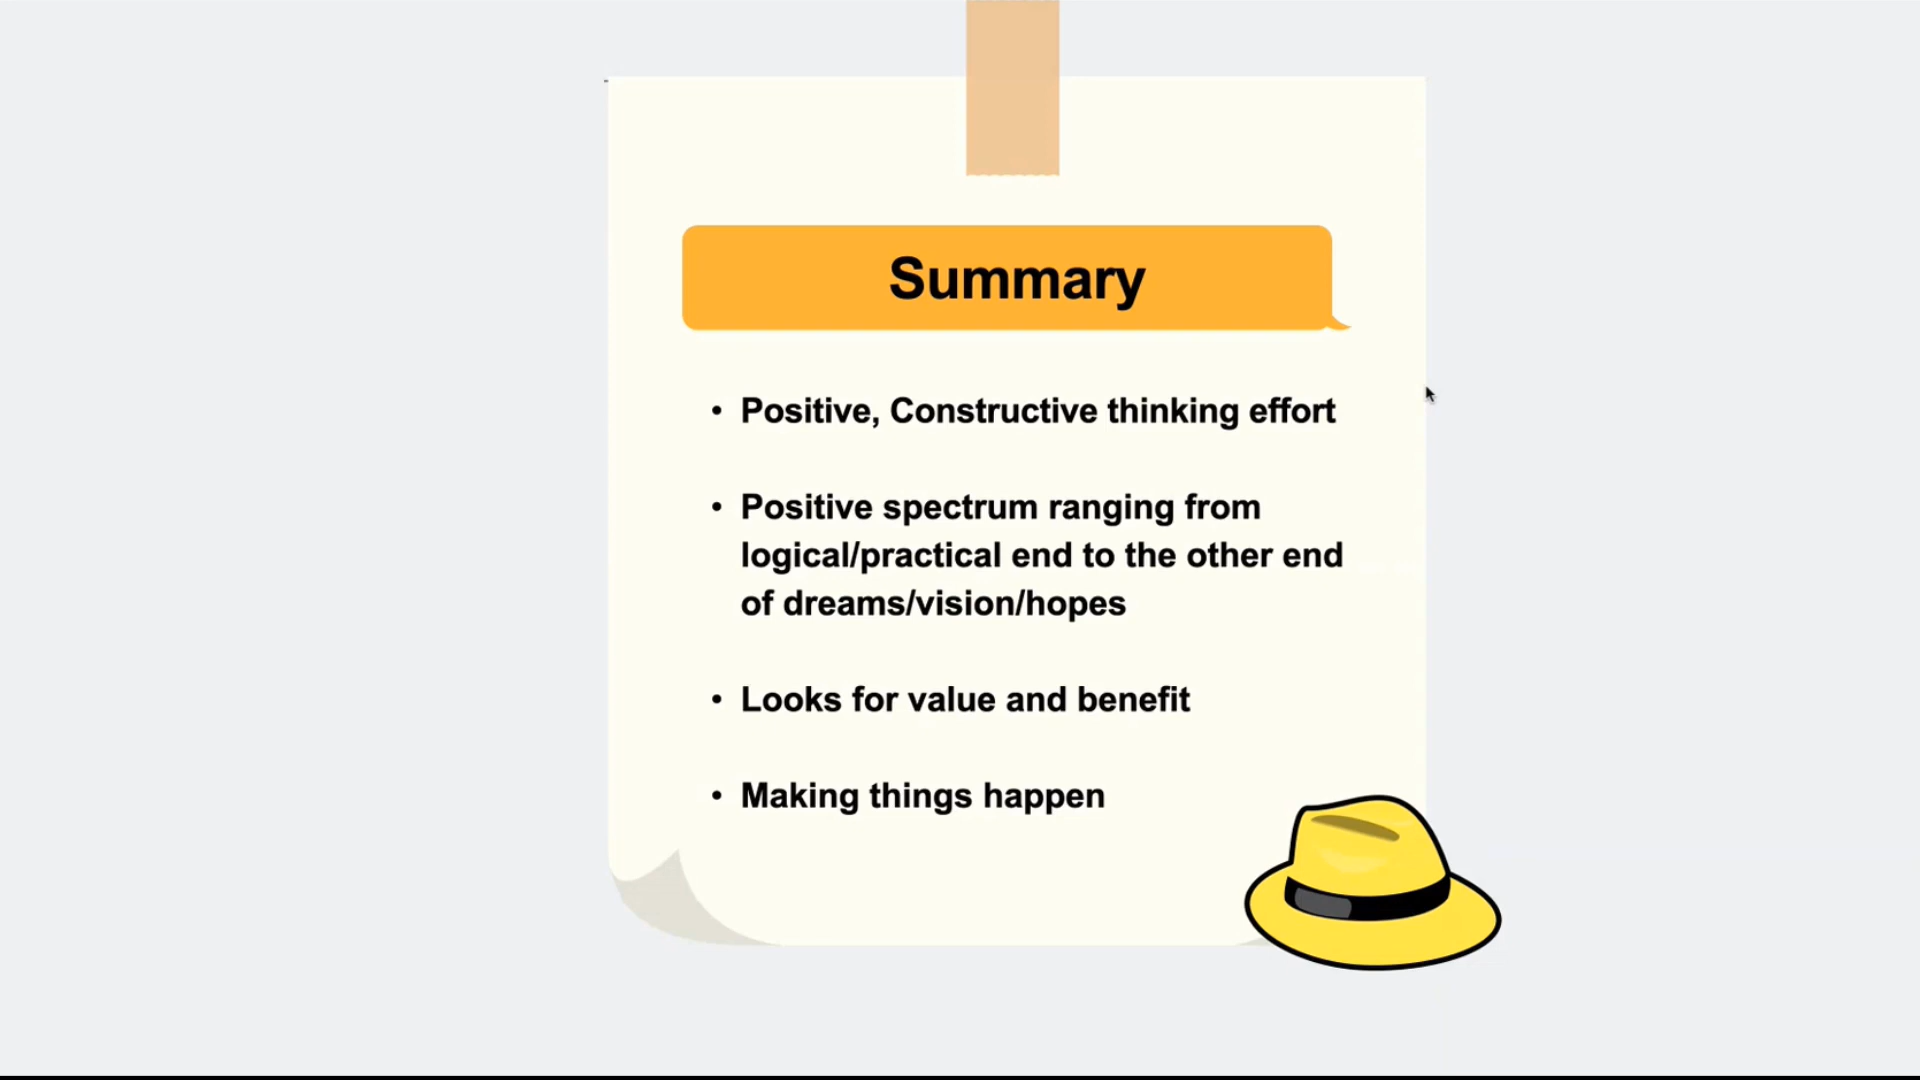 Summary
• Positive, Constructive thinking effort
• Positive spectrum ranging from
logical/practical end to the other end
of dreams/vision/hopes
• Looks for value and benefit
• Making things happen